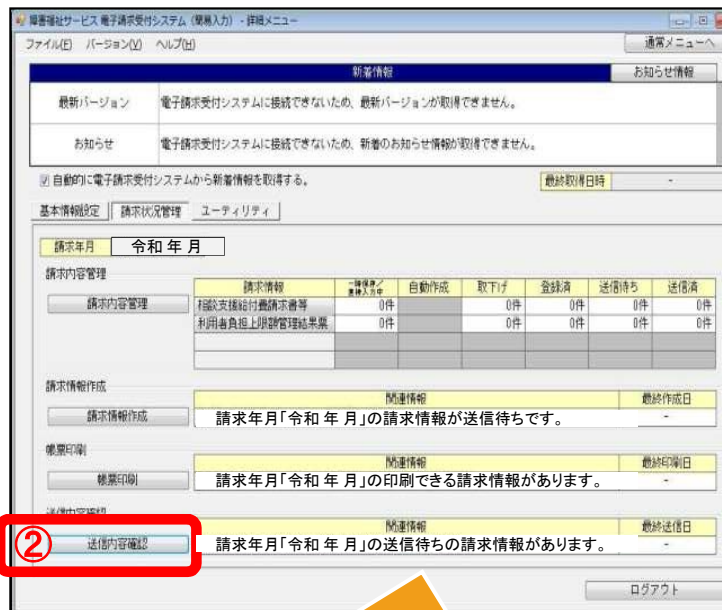 障害福祉サービス 電子請求受付システム (簡易入力) - 詳細メニュー
ファイル(F) バージョン(V) ヘルプ(H) 通常メニューへ
新着情報 お知らせ情報
最新バージョン 電子請求受付システムに接続できないため、最新バージョンが取得できません。
お知らせ 電子請求受付システムに接続できないため、新着のお知らせ情報が取得できません。
自動的に電子請求受付システムから新着情報を取得する。 最終取得日時 -
基本情報設定 請求状況管理 ユーティリティ
請求年月 令和 年 月
請求内容管理
請求情報 一時保存/直接入力中 自動作成 取下げ 登録済 送信待ち 送信済
請求内容管理 相談支援給付費請求書等 0件 0件 0件 0件 0件
利用者負担上限額管理結果票 0件 0件 0件 0件 0件
請求情報作成
関連情報 最終作成日
請求情報作成 請求年月「令和 年 月」の請求情報が送信待ちです。 -
帳票印刷
関連情報 最終印刷日
帳票印刷 請求年月「令和 年 月」の印刷できる請求情報があります。 -
送信内容確認
関連情報 最終送信日
② 送信内容確認 請求年月「令和 年 月」の送信待ちの請求情報があります。 -
ログアウト